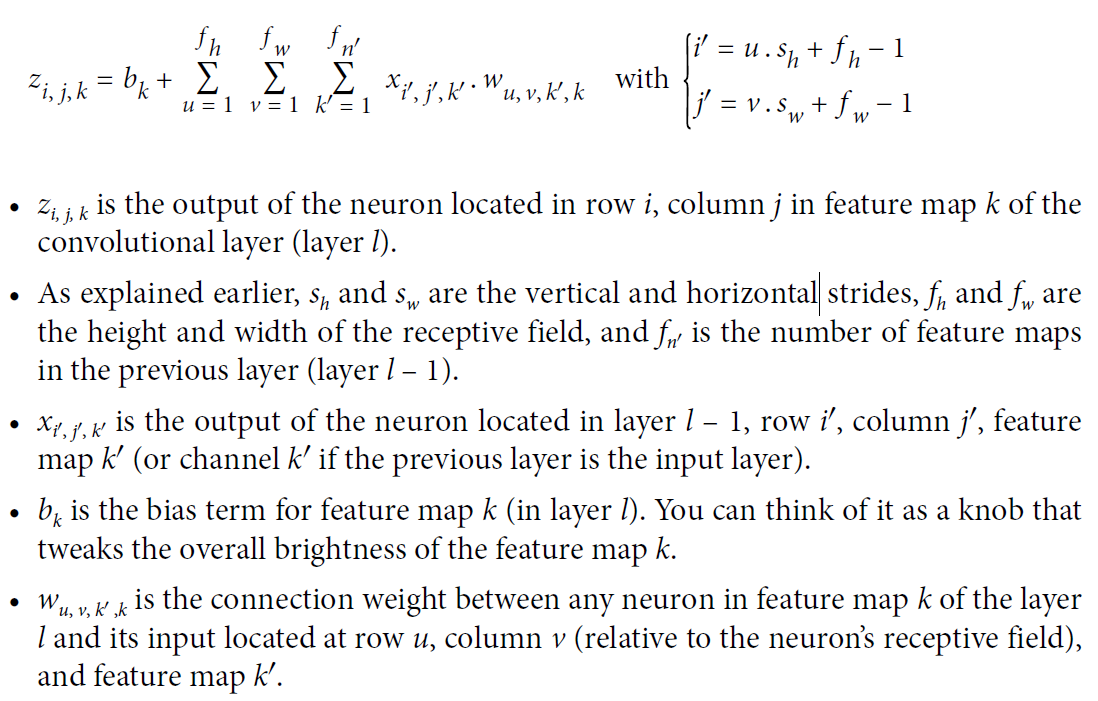 z_{i, j, k} = b_k + \sum_{u = 1}^{f_h} \sum_{v = 1}^{f_w} \sum_{k' = 1}^{f_{n'}} x_{i', j', k'} . w_{u, v, k', k} with { i' = u . s_h + f_h − 1
j' = v . s_w + f_w − 1
• z_{i, j, k} is the output of the neuron located in row i, column j in feature map k of the
convolutional layer (layer l).
• As explained earlier, s_h and s_w are the vertical and horizontal strides, f_h and f_w are
the height and width of the receptive field, and f_{n'} is the number of feature maps
in the previous layer (layer l – 1).
• x_{i', j', k'} is the output of the neuron located in layer l – 1, row i′, column j′, feature
map k′ (or channel k′ if the previous layer is the input layer).
• b_k is the bias term for feature map k (in layer l). You can think of it as a knob that
tweaks the overall brightness of the feature map k.
• w_{u, v, k' ,k} is the connection weight between any neuron in feature map k of the layer
l and its input located at row u, column v (relative to the neuron’s receptive field),
and feature map k′.